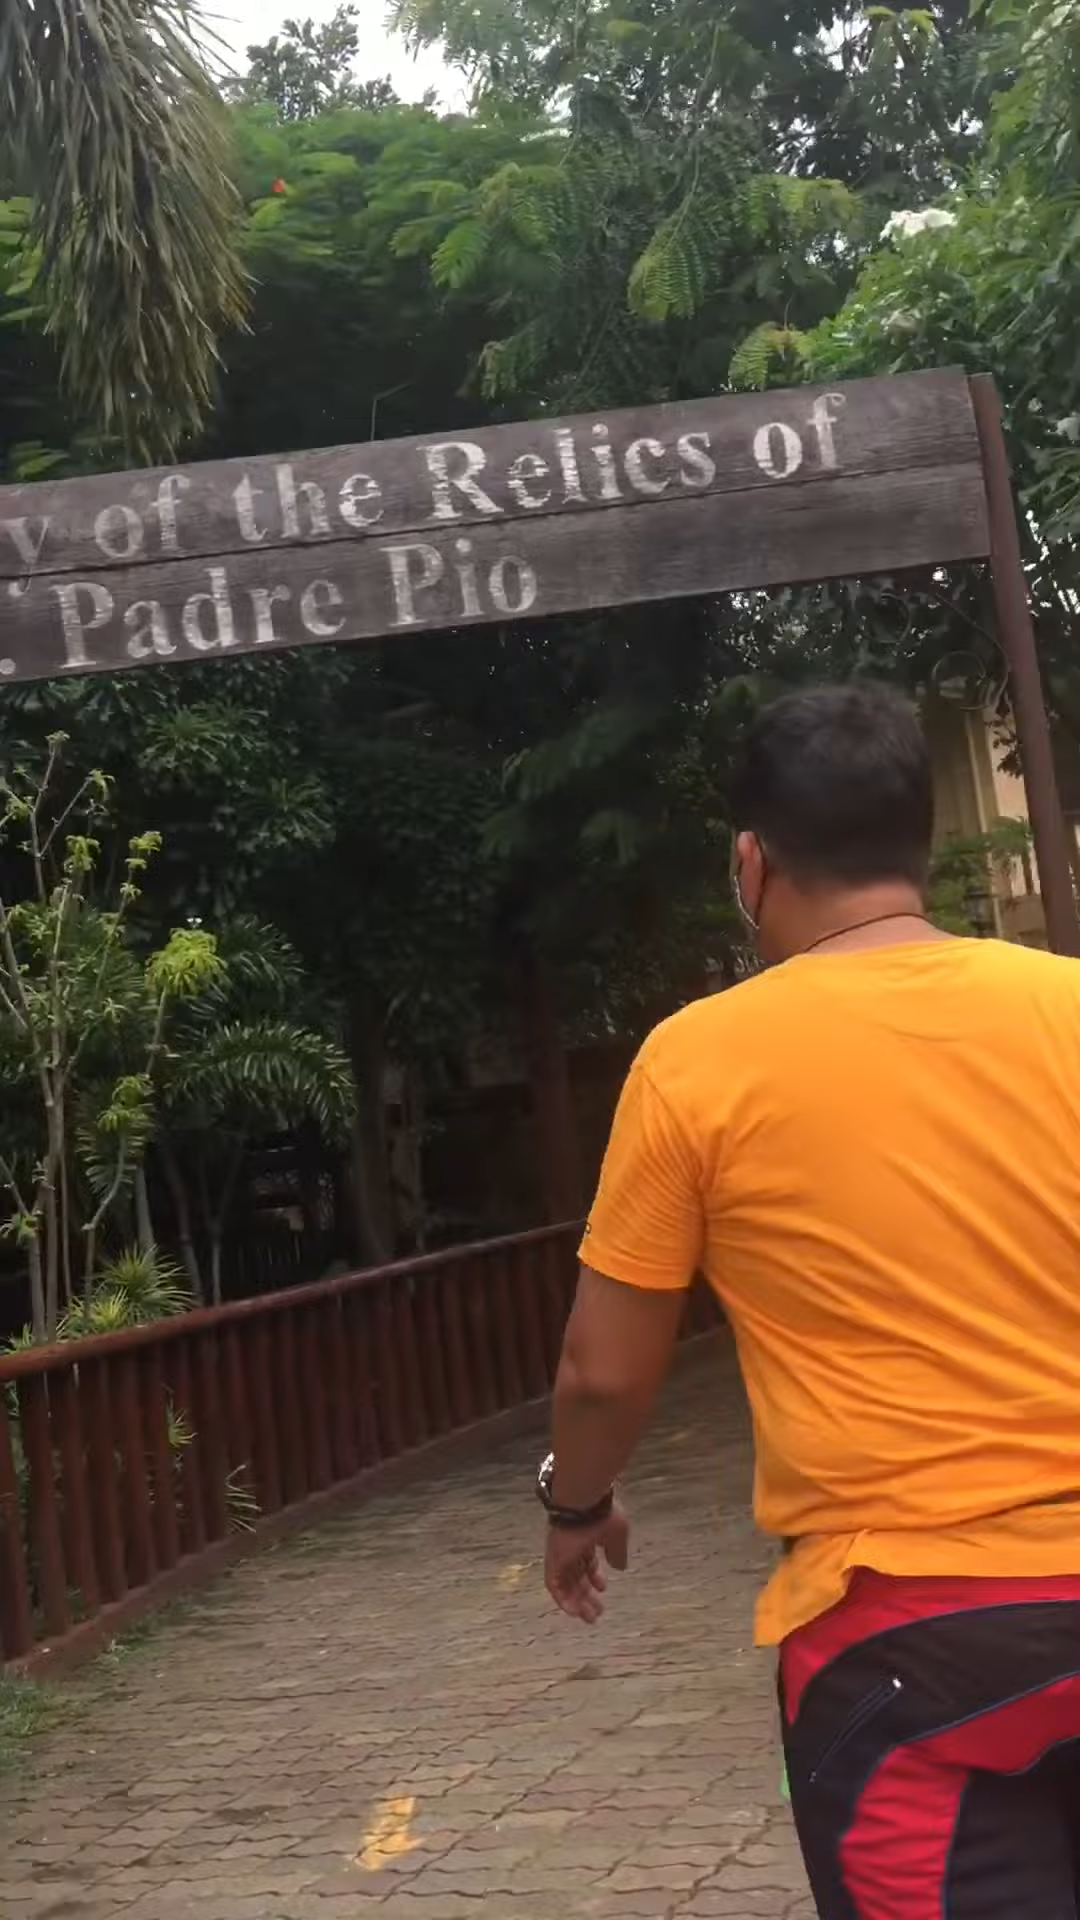 y of the Relics of
. Padre Pio